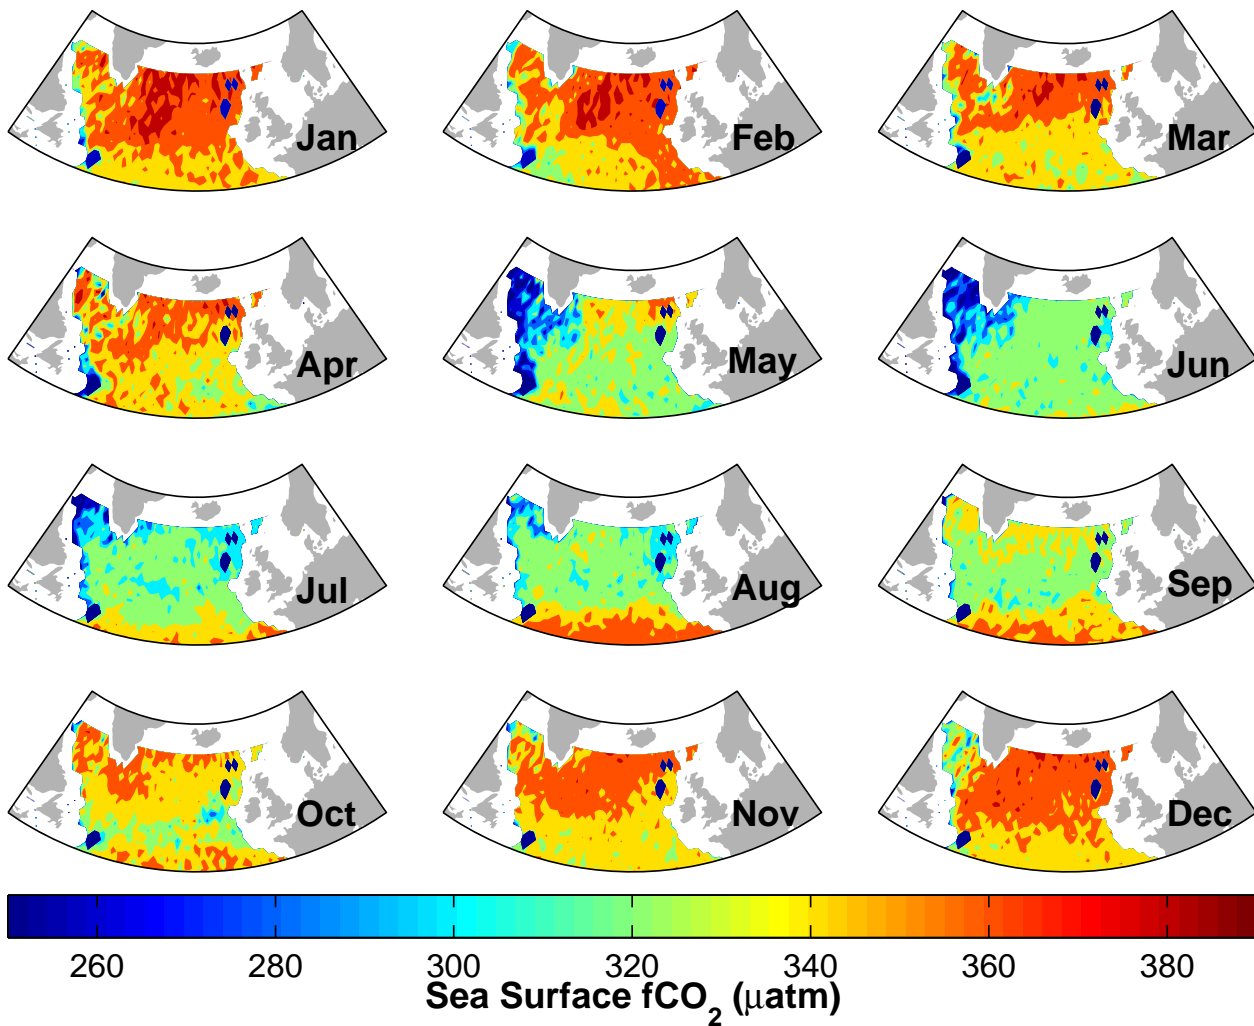 Jan Feb Mar
Apr May Jun
Jul Aug Sep
Oct Nov Dec
260 280 300 320 340 360 380
Sea Surface fCO₂ (μatm)